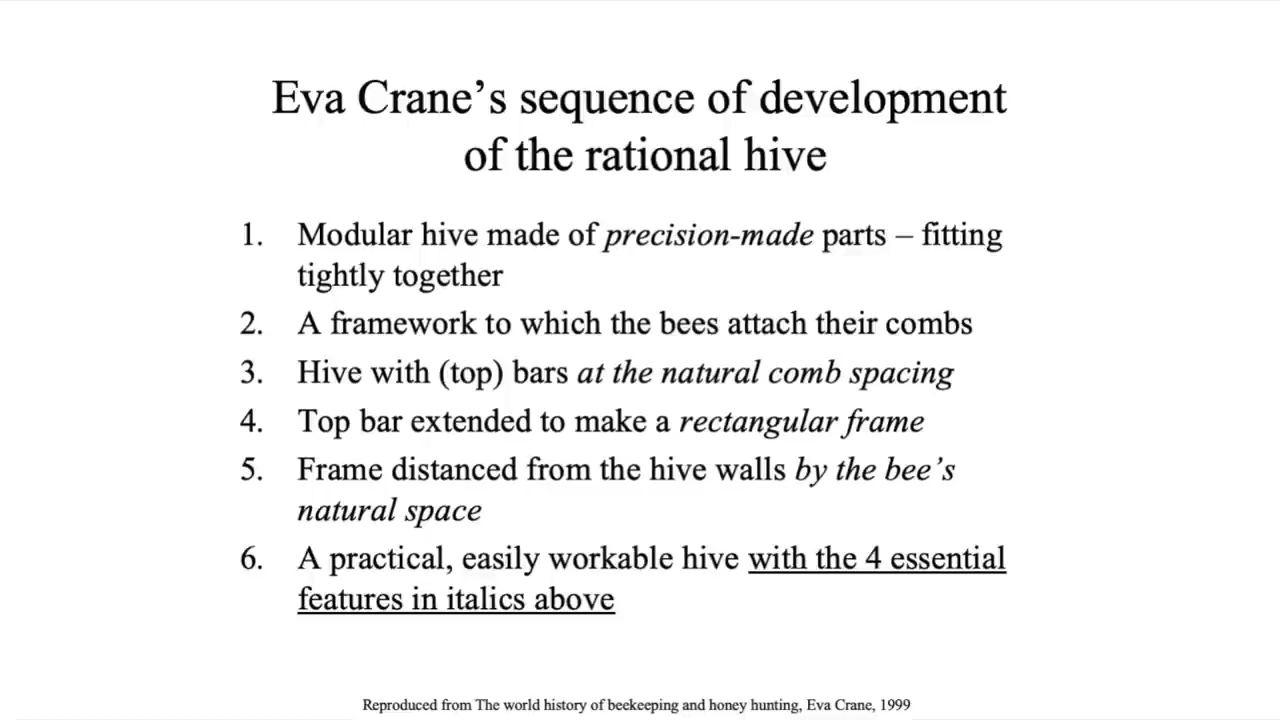 Eva Crane’s sequence of development
of the rational hive
1. Modular hive made of precision-made parts – fitting
tightly together
2. A framework to which the bees attach their combs
3. Hive with (top) bars at the natural comb spacing
4. Top bar extended to make a rectangular frame
5. Frame distanced from the hive walls by the bee’s
natural space
6. A practical, easily workable hive with the 4 essential
features in italics above
Reproduced from The world history of beekeeping and honey hunting, Eva Crane, 1999